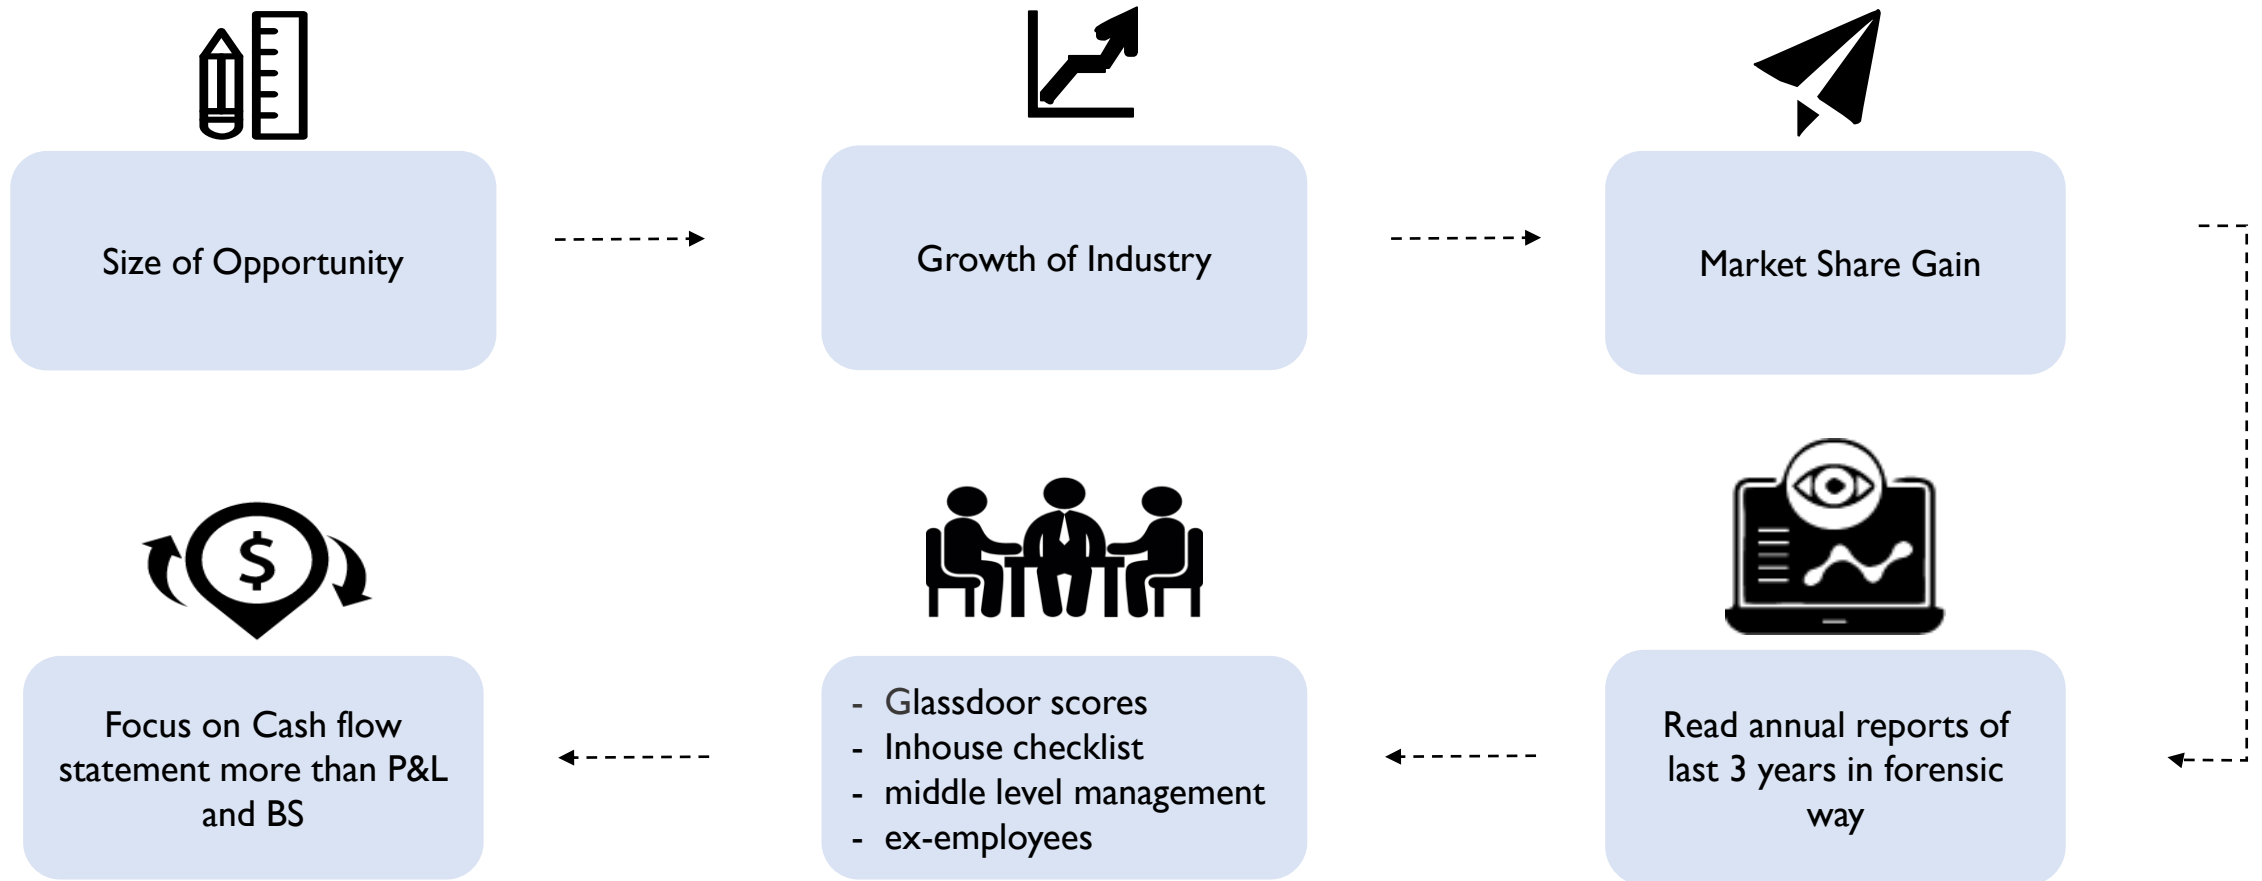 Size of Opportunity
Growth of Industry
Market Share Gain
$
Focus on Cash flow
statement more than P&L
and BS
- Glassdoor scores
- Inhouse checklist
- middle level management
- ex-employees
Read annual reports of
last 3 years in forensic
way